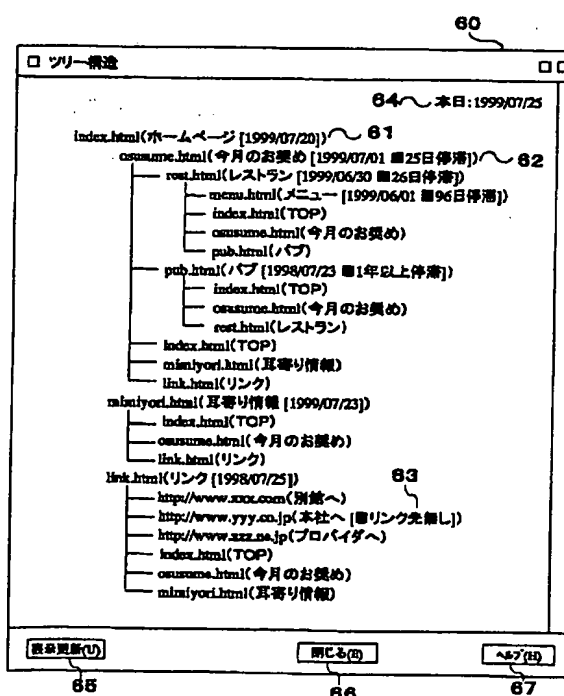 60
ツリー構造
64 本日:1999/07/25
index.html(ホームページ [1999/07/20]) 61
osusume.html(今月のお奨め [1999/07/01 ■25日停滞]) 62
rest.html(レストラン [1999/06/30 ■26日停滞])
menu.html(メニュー [1999/06/01 ■96日停滞])
index.html(TOP)
osusume.html(今月のお奨め)
pub.html(パブ)
pub.html(パブ [1998/07/23 ■1年以上停滞])
index.html(TOP)
osusume.html(今月のお奨め)
rest.html(レストラン)
index.html(TOP)
mimiyori.html(耳寄り情報)
link.html(リンク)
mimiyori.html(耳寄り情報 [1999/07/23])
index.html(TOP)
osusume.html(今月のお奨め)
link.html(リンク)
link.html(リンク [1998/07/25])
63
http://www.xxx.com(別館へ)
http://www.yyy.co.jp(本社へ [■リンク先無し])
http://www.zzz.ne.jp(プロバイダへ)
index.html(TOP)
osusume.html(今月のお奨め)
mimiyori.html(耳寄り情報)
表示更新(U) 閉じる(E) ヘルプ(H)
65 66 67